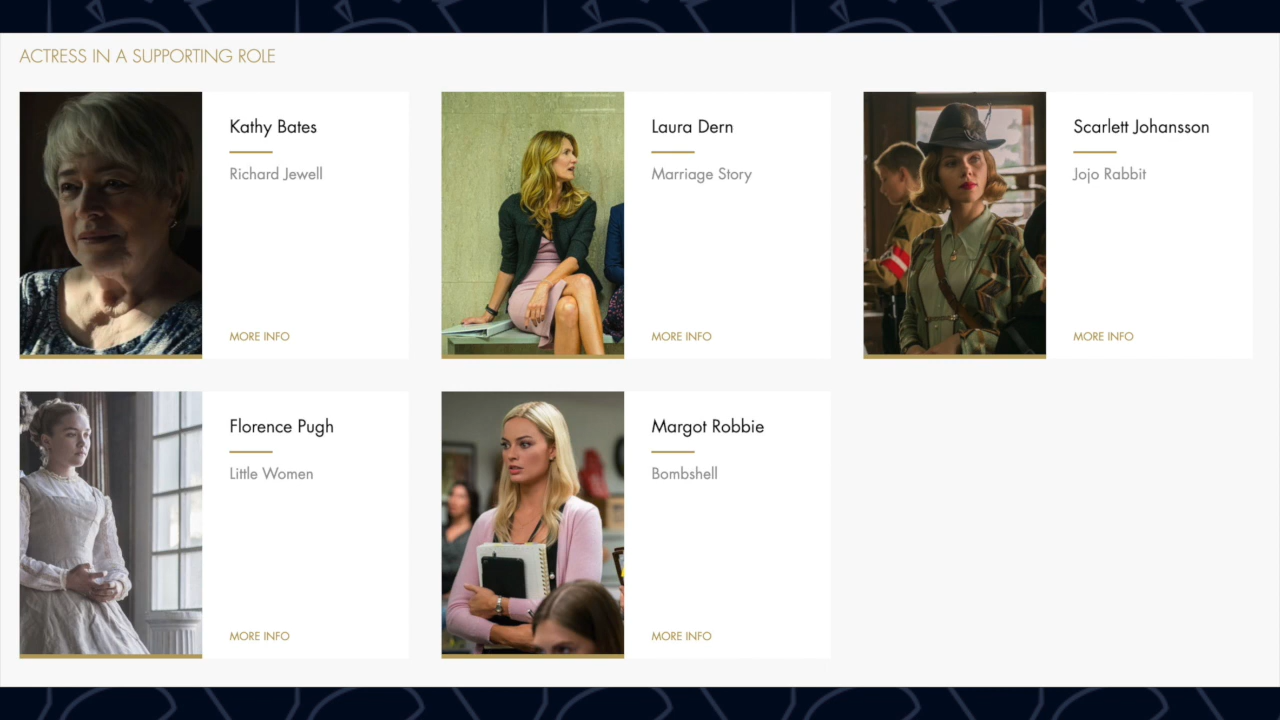 ACTRESS IN A SUPPORTING ROLE
Kathy Bates
Richard Jewell
MORE INFO
Laura Dern
Marriage Story
MORE INFO
Scarlett Johansson
Jojo Rabbit
MORE INFO
Florence Pugh
Little Women
MORE INFO
Margot Robbie
Bombshell
MORE INFO